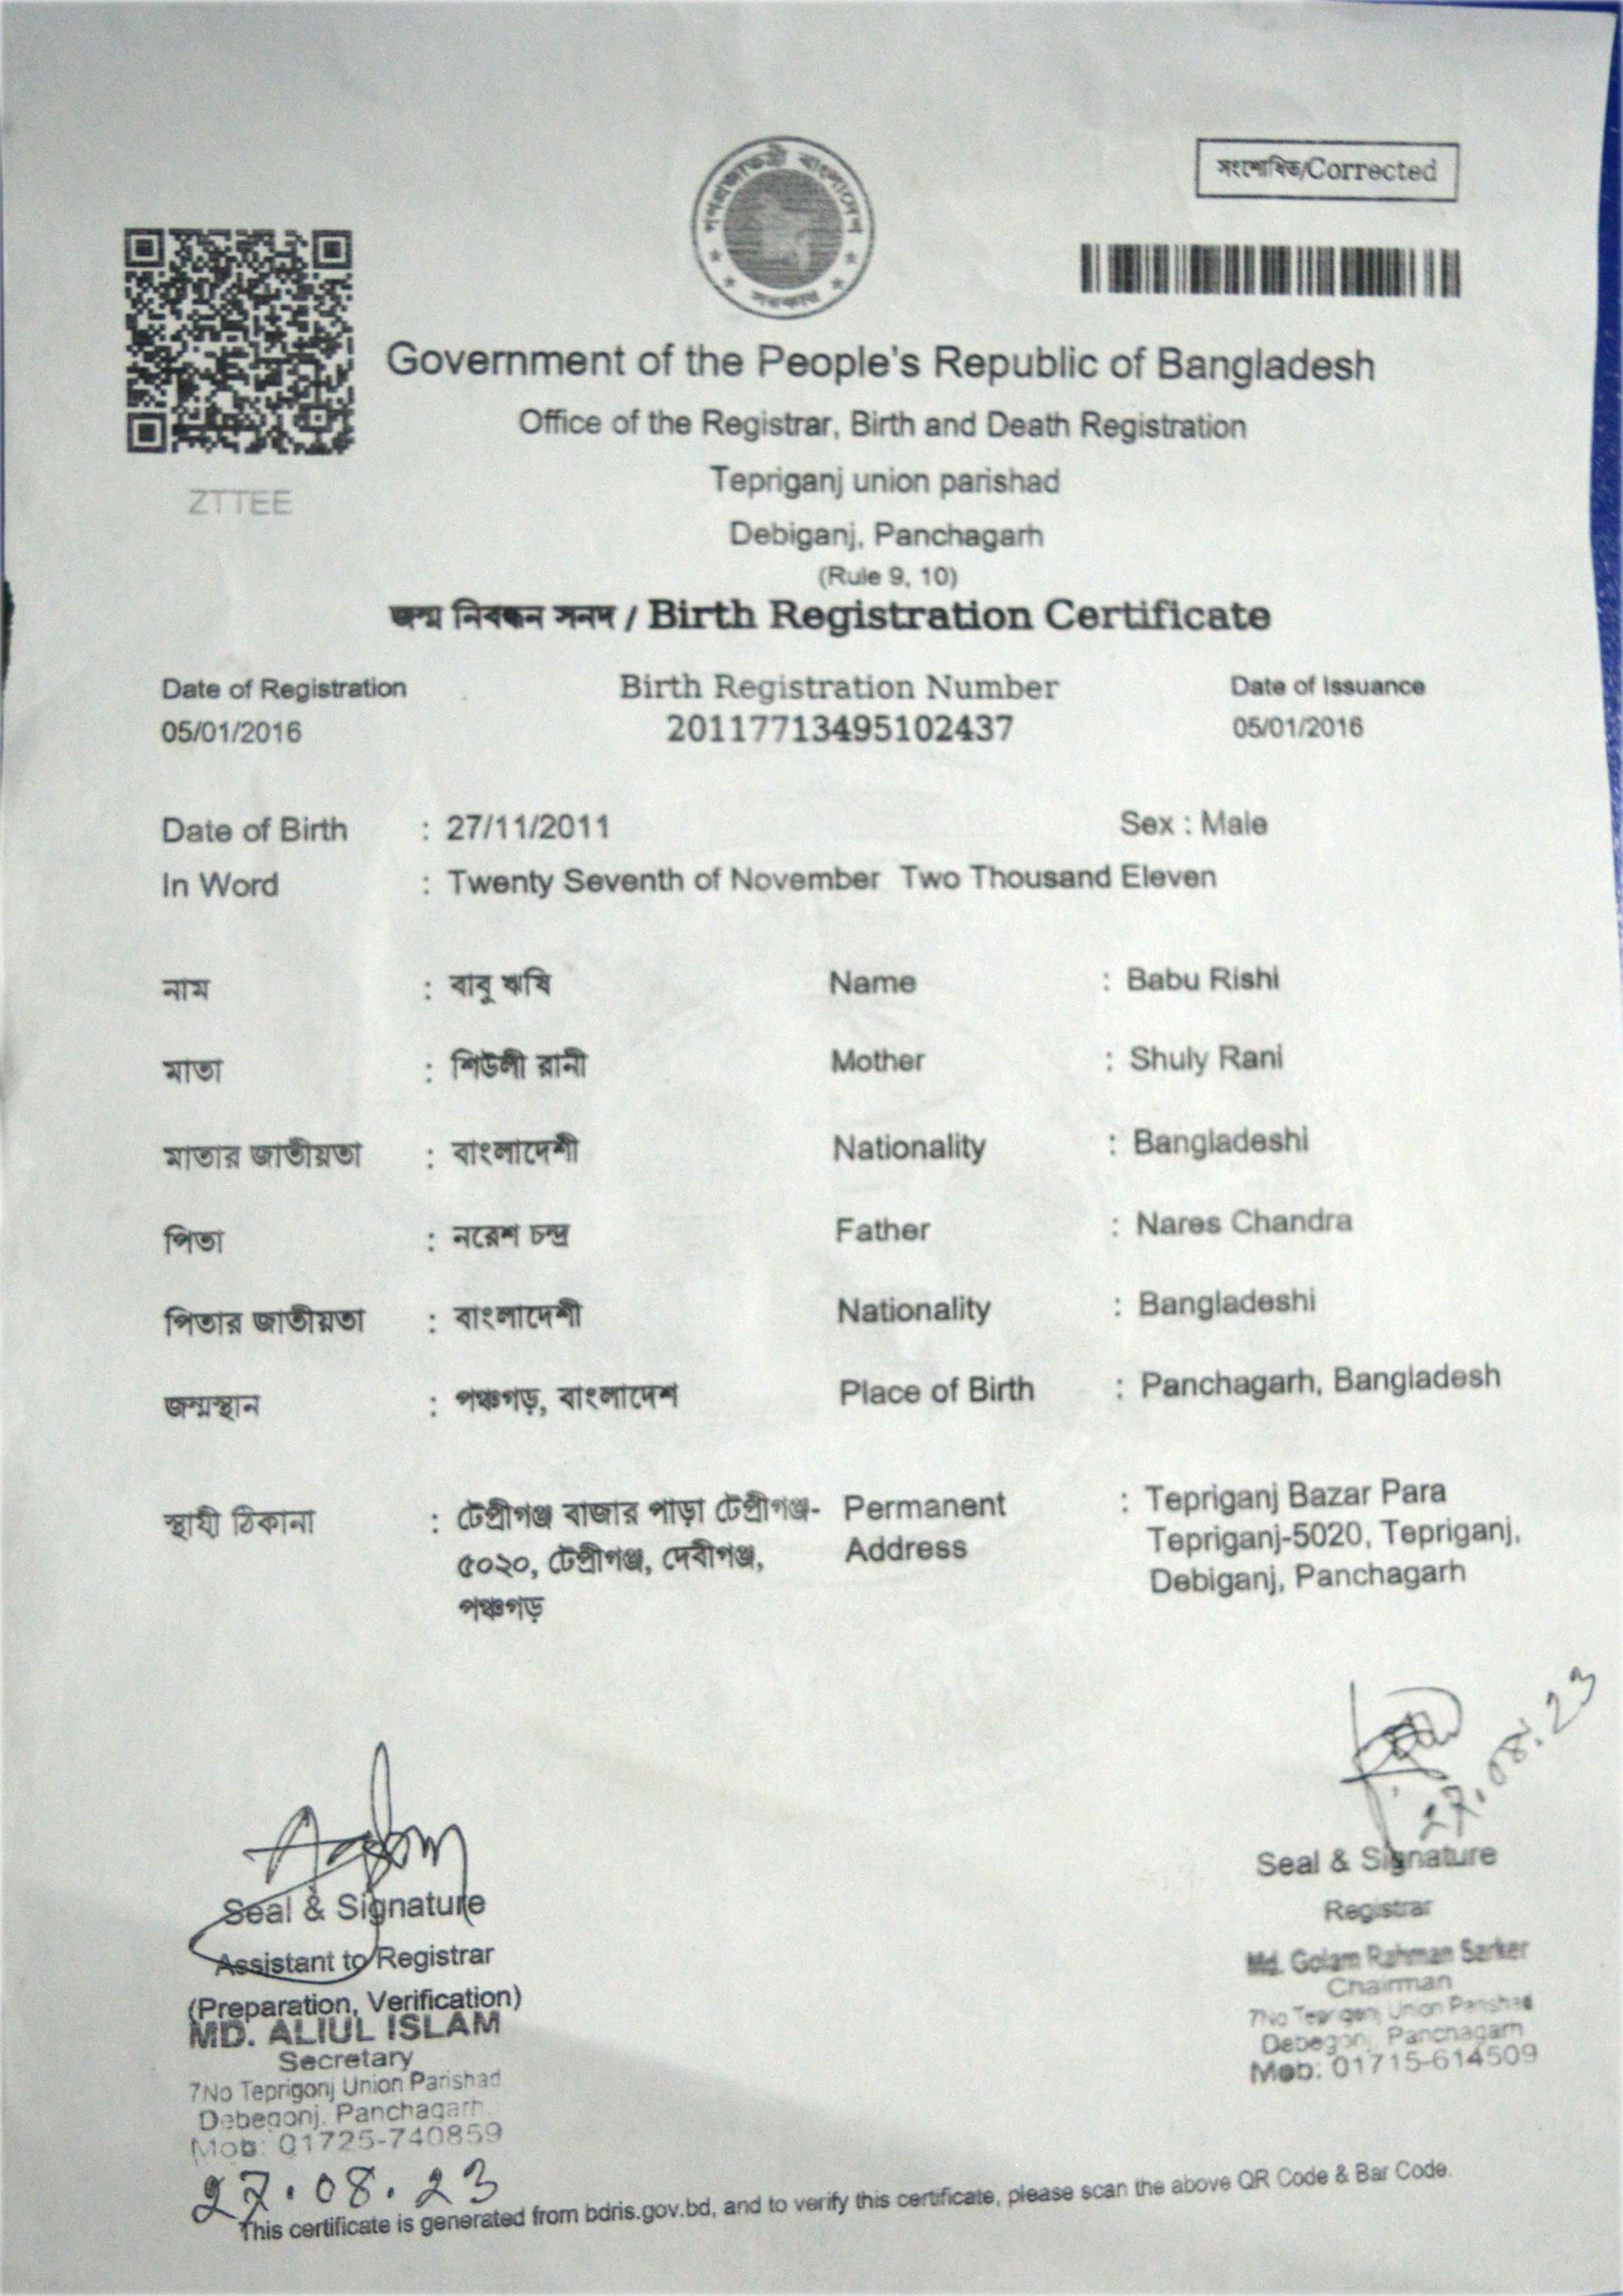 গণপ্রজাতন্ত্রী বাংলাদেশ
সরকার
সংশোধিত/Corrected
ZTTEE
Government of the People's Republic of Bangladesh
Office of the Registrar, Birth and Death Registration
Tepriganj union parishad
Debiganj, Panchagarh
(Rule 9, 10)
জন্ম নিবন্ধন সনদ / Birth Registration Certificate
Date of Registration Birth Registration Number Date of Issuance
05/01/2016 20117713495102437 05/01/2016
Date of Birth : 27/11/2011 Sex : Male
In Word : Twenty Seventh of November Two Thousand Eleven
নাম : বাবু ঋষি Name : Babu Rishi
মাতা : শিউলী রানী Mother : Shuly Rani
মাতার জাতীয়তা : বাংলাদেশী Nationality : Bangladeshi
পিতা : নরেশ চন্দ্র Father : Nares Chandra
পিতার জাতীয়তা : বাংলাদেশী Nationality : Bangladeshi
জন্মস্থান : পঞ্চগড়, বাংলাদেশ Place of Birth : Panchagarh, Bangladesh
স্থায়ী ঠিকানা : টেপ্রীগঞ্জ বাজার পাড়া টেপ্রীগঞ্জ- Permanent : Tepriganj Bazar Para
৫০২০, টেপ্রীগঞ্জ, দেবীগঞ্জ, Address Tepriganj-5020, Tepriganj,
পঞ্চগড় Debiganj, Panchagarh
27.08.23
Seal & Signature
Registrar
Md. Golam Rahman Sarker
Chairman
7No Teprigonj Union Parishad
Debegonj, Panchagarh
Mob: 01715-614509
Seal & Signature
Assistant to Registrar
(Preparation, Verification)
MD. ALIUL ISLAM
Secretary
7No Teprigonj Union Parishad
Debegonj, Panchagarh
Mob: 01725-740859
27.08.23
This certificate is generated from bdris.gov.bd, and to verify this certificate, please scan the above QR Code & Bar Code.